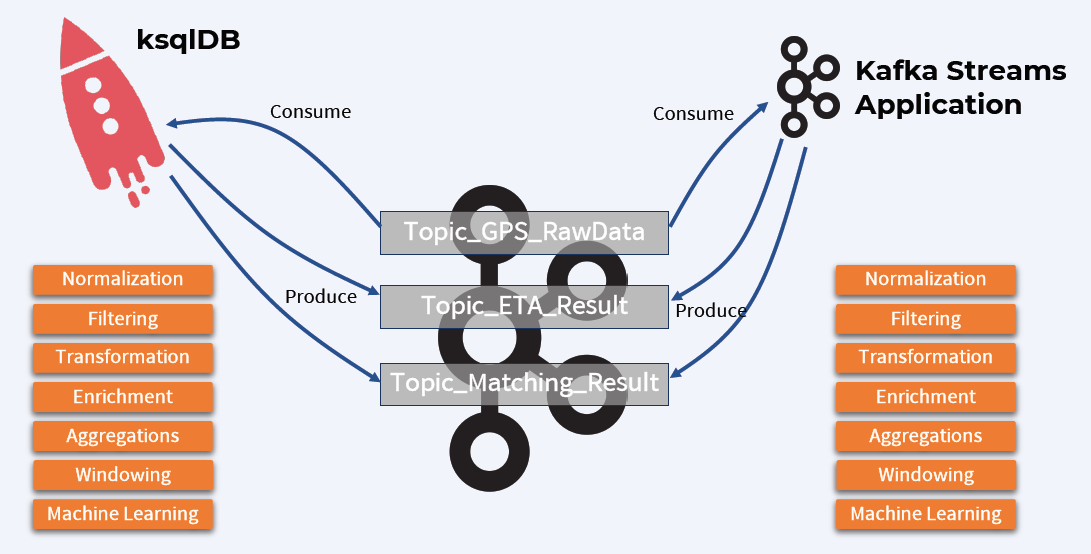 ksqlDB
Kafka Streams
Application
Consume
Consume
Topic_GPS_RawData
Topic_ETA_Result
Topic_Matching_Result
Produce
Produce
Normalization
Filtering
Transformation
Enrichment
Aggregations
Windowing
Machine Learning
Normalization
Filtering
Transformation
Enrichment
Aggregations
Windowing
Machine Learning